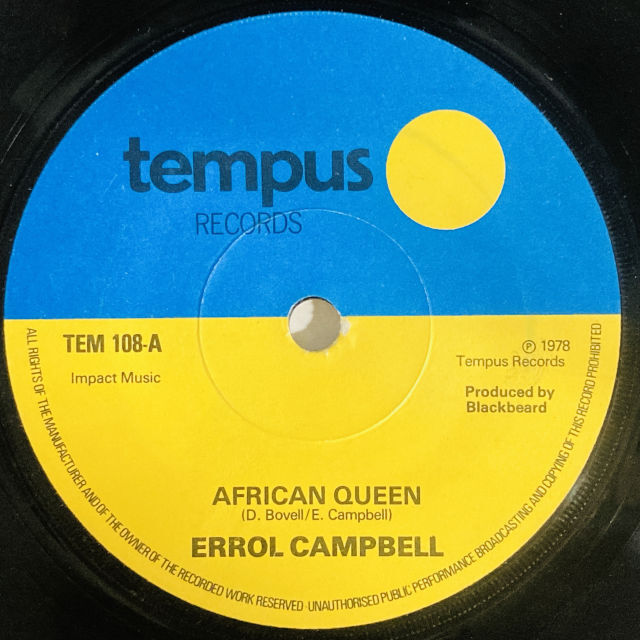 tempus
RECORDS
TEM 108-A
Impact Music
℗ 1978
Tempus Records
Produced by
Blackbeard
AFRICAN QUEEN
(D. Bovell/E. Campbell)
ERROL CAMPBELL
ALL RIGHTS OF THE MANUFACTURER AND OF THE OWNER OF THE RECORDED WORK RESERVED · UNAUTHORISED PUBLIC PERFORMANCE BROADCASTING AND COPYING OF THIS RECORD PROHIBITED